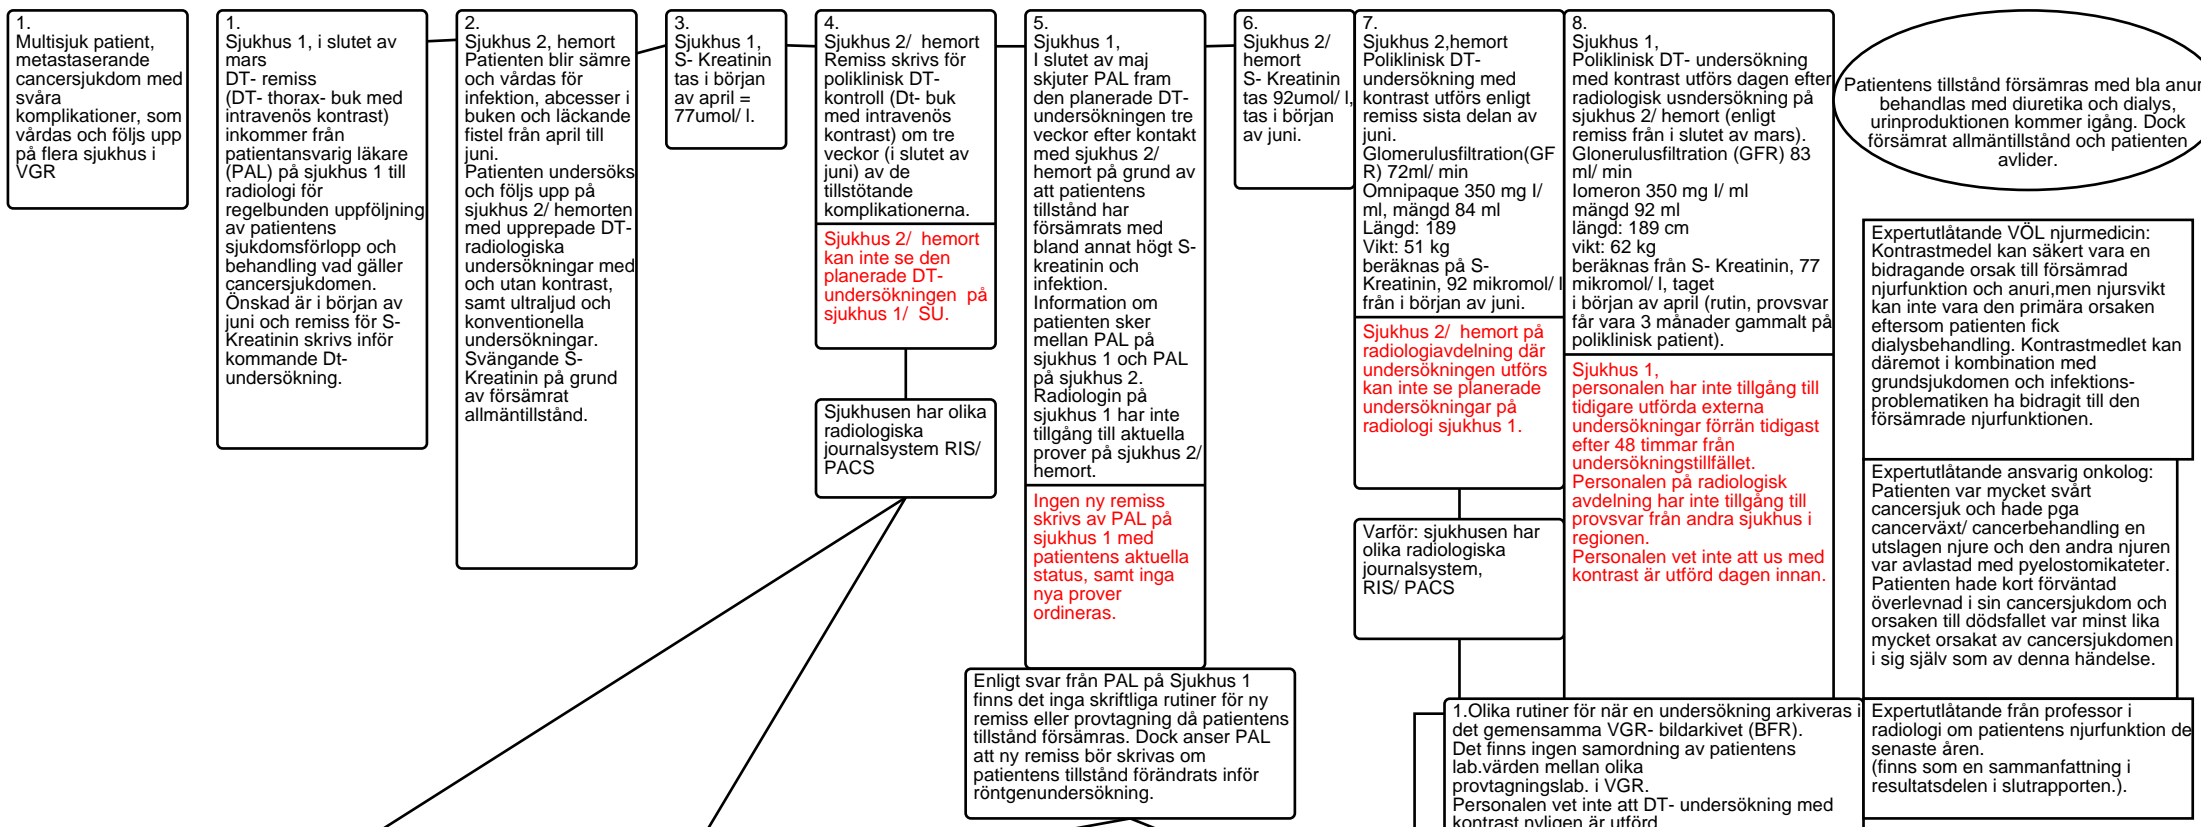 1.
Multisjuk patient,
metastaserande
cancersjukdom med
svåra
komplikationer, som
vårdas och följs upp
på flera sjukhus i
VGR
1.
Sjukhus 1, i slutet av
mars
DT- remiss
(DT- thorax- buk med
intravenös kontrast)
inkommer från
patientansvarig läkare
(PAL) på sjukhus 1 till
radiologi för
regelbunden uppföljning
av patientens
sjukdomsförlopp och
behandling vad gäller
cancersjukdomen.
Önskad är i början av
juni och remiss för S-
Kreatinin skrivs inför
kommande Dt-
undersökning.
2.
Sjukhus 2, hemort
Patienten blir sämre
och vårdas för
infektion, abcesser i
buken och läckande
fistel från april till
juni.
Patienten undersöks
och följs upp på
sjukhus 2/ hemorten
med upprepade DT-
radiologiska
undersökningar med
och utan kontrast,
samt ultraljud och
konventionella
undersökningar.
Svängande S-
Kreatinin på grund
av försämrat
allmäntillstånd.
3.
Sjukhus 1,
S- Kreatinin
tas i början
av april =
77umol/ l.
4.
Sjukhus 2/ hemort
Remiss skrivs för
poliklinisk DT-
kontroll (Dt- buk
med intravenös
kontrast) om tre
veckor (i slutet av
juni) av de
tillstötande
komplikationerna.
Sjukhus 2/ hemort
kan inte se den
planerade DT-
undersökningen på
sjukhus 1/ SU.
Sjukhusen har olika
radiologiska
journalsystem RIS/
PACS
5.
Sjukhus 1,
I slutet av maj
skjuter PAL fram
den planerade DT-
undersökningen tre
veckor efter kontakt
med sjukhus 2/
hemort på grund av
att patientens
tillstånd har
försämrats med
bland annat högt S-
kreatinin och
infektion.
Information om
patienten sker
mellan PAL på
sjukhus 1 och PAL
på sjukhus 2.
Radiologin på
sjukhus 1 har inte
tillgång till aktuella
prover på sjukhus 2/
hemort.
Ingen ny remiss
skrivs av PAL på
sjukhus 1 med
patientens aktuella
status, samt inga
nya prover
ordineras.
Enligt svar från PAL på Sjukhus 1
finns det inga skriftliga rutiner för ny
remiss eller provtagning då patientens
tillstånd försämras. Dock anser PAL
att ny remiss bör skrivas om
patientens tillstånd förändrats inför
röntgenundersökning.
6.
Sjukhus 2/
hemort
S- Kreatinin
tas 92umol/ l,
tas i början
av juni.
7.
Sjukhus 2,hemort
Poliklinisk DT-
undersökning med
kontrast utförs enligt
remiss sista delan av
juni.
Glomerulusfiltration(GF
R) 72ml/ min
Omnipaque 350 mg I/
ml, mängd 84 ml
Längd: 189
Vikt: 51 kg
beräknas på S-
Kreatinin, 92 mikromol/ l
från i början av juni.
Sjukhus 2/ hemort på
radiologiavdelning där
undersökningen utförs
kan inte se planerade
undersökningar på
radiologi sjukhus 1.
Varför: sjukhusen har
olika radiologiska
journalsystem,
RIS/ PACS
8.
Sjukhus 1,
Poliklinisk DT- undersökning
med kontrast utförs dagen efter
radiologisk usndersökning på
sjukhus 2/ hemort (enligt
remiss från i slutet av mars).
Glonerulusfiltration (GFR) 83
ml/ min
Iomeron 350 mg I/ ml
mängd 92 ml
längd: 189 cm
vikt: 62 kg
beräknas från S- Kreatinin, 77
mikromol/ l, taget
i början av april (rutin, provsvar
får vara 3 månader gammalt på
poliklinisk patient).
Sjukhus 1,
personalen har inte tillgång till
tidigare utförda externa
undersökningar förrän tidigast
efter 48 timmar från
undersökningstillfället.
Personalen på radiologisk
avdelning har inte tillgång till
provsvar från andra sjukhus i
regionen.
Personalen vet inte att us med
kontrast är utförd dagen innan.
1.Olika rutiner för när en undersökning arkiveras i
det gemensamma VGR- bildarkivet (BFR).
Det finns ingen samordning av patientens
lab.värden mellan olika
provtagningslab. i VGR.
Personalen vet inte att DT- undersökning med
kontrast nyligen är utförd
Patientens tillstånd försämras med bla anuri
behandlas med diuretika och dialys,
urinproduktionen kommer igång. Dock
försämrat allmäntillstånd och patienten
avlider.
Expertutlåtande VÖL njurmedicin:
Kontrastmedel kan säkert vara en
bidragande orsak till försämrad
njurfunktion och anuri,men njursvikt
kan inte vara den primära orsaken
eftersom patienten fick
dialysbehandling. Kontrastmedlet kan
däremot i kombination med
grundsjukdomen och infektions-
problematiken ha bidragit till den
försämrade njurfunktionen.
Expertutlåtande ansvarig onkolog:
Patienten var mycket svårt
cancersjuk och hade pga
cancerväxt/ cancerbehandling en
utslagen njure och den andra njuren
var avlastad med pyelostomikateter.
Patienten hade kort förväntad
överlevnad i sin cancersjukdom och
orsaken till dödsfallet var minst lika
mycket orsakat av cancersjukdomen
i sig själv som av denna händelse.
Expertutlåtande från professor i
radiologi om patientens njurfunktion de
senaste åren.
(finns som en sammanfattning i
resultatsdelen i slutrapporten.).